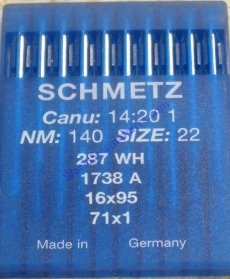 SCHMETZ
Canu: 14:20 1
NM: 140 SIZE: 22
287 WH
1738 A
16x95
71x1
Made in Germany